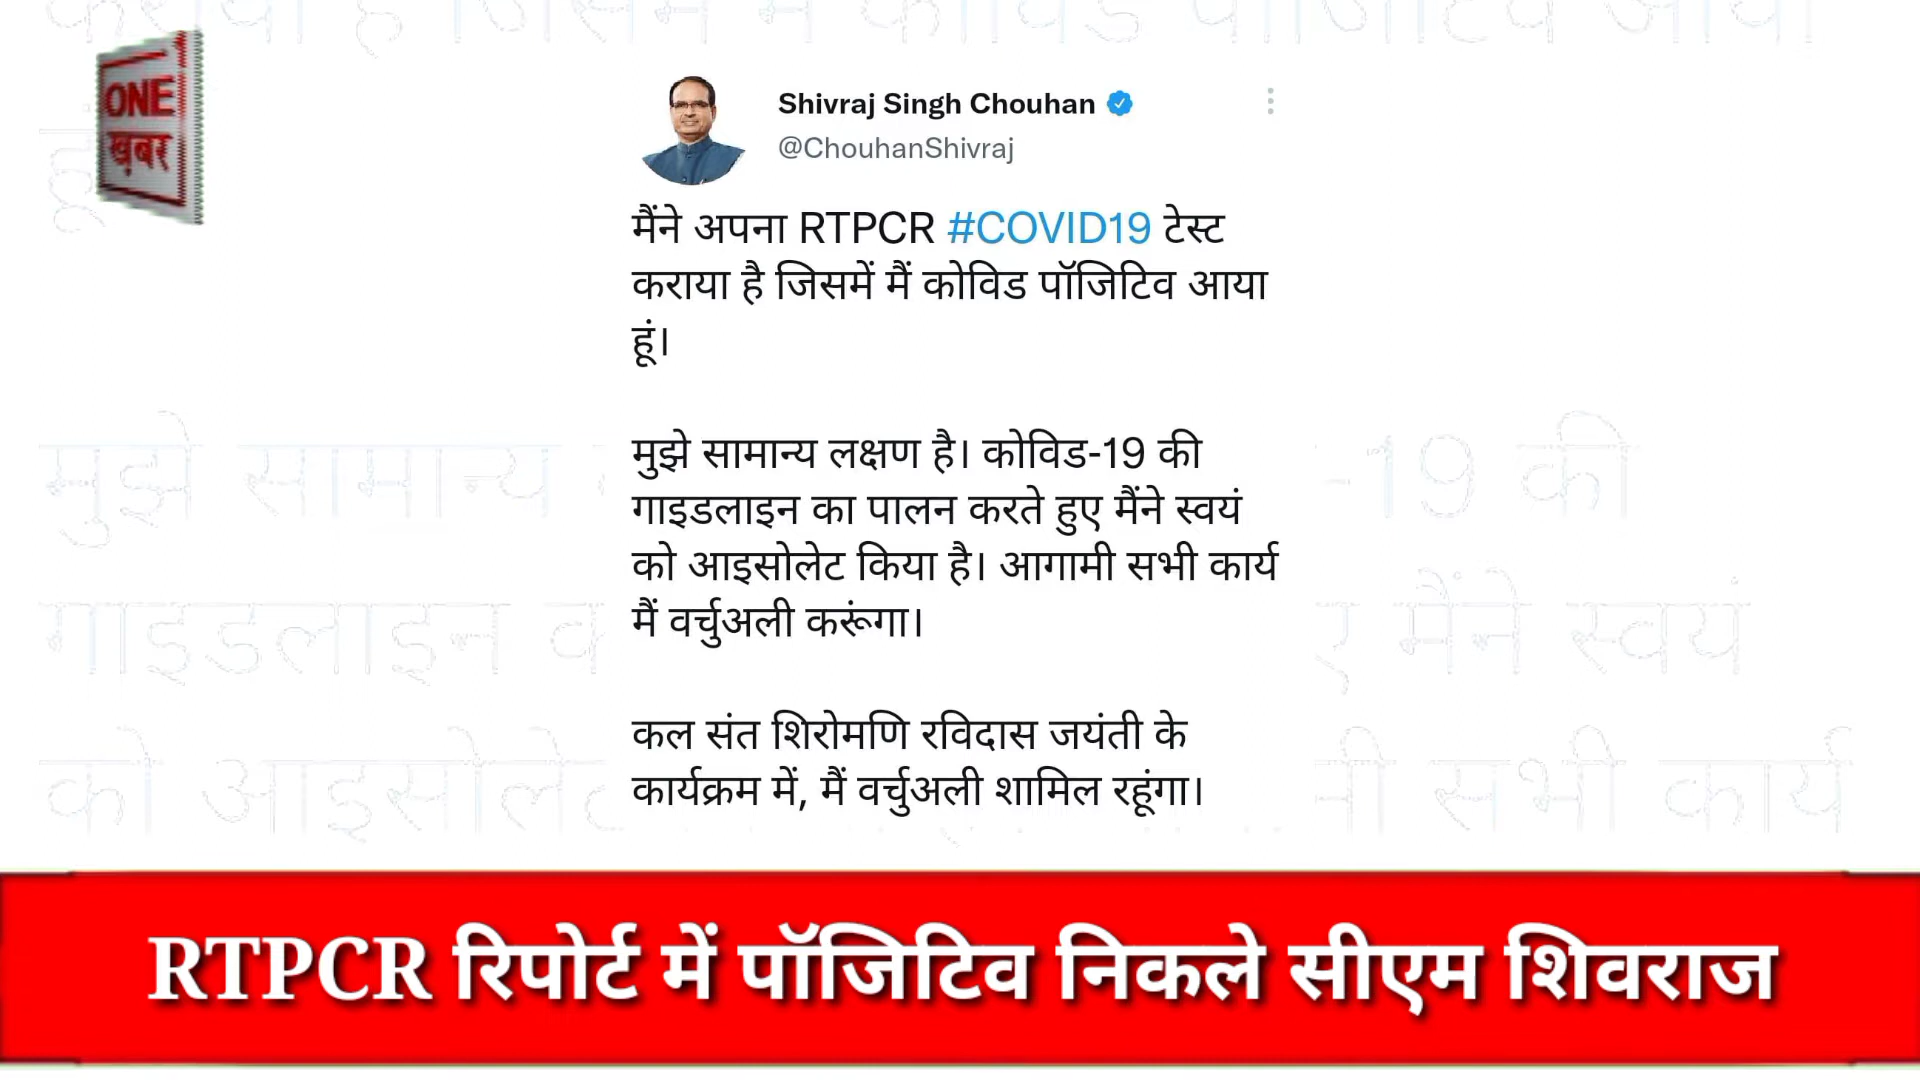 ONE
खबर
Shivraj Singh Chouhan
@ChouhanShivraj
मैंने अपना RTPCR #COVID19 टेस्ट
कराया है जिसमें मैं कोविड पॉजिटिव आया
हूं।
मुझे सामान्य लक्षण है। कोविड-19 की
गाइडलाइन का पालन करते हुए मैंने स्वयं
को आइसोलेट किया है। आगामी सभी कार्य
मैं वर्चुअली करूंगा।
कल संत शिरोमणि रविदास जयंती के
कार्यक्रम में, मैं वर्चुअली शामिल रहूंगा।
RTPCR रिपोर्ट में पॉजिटिव निकले सीएम शिवराज